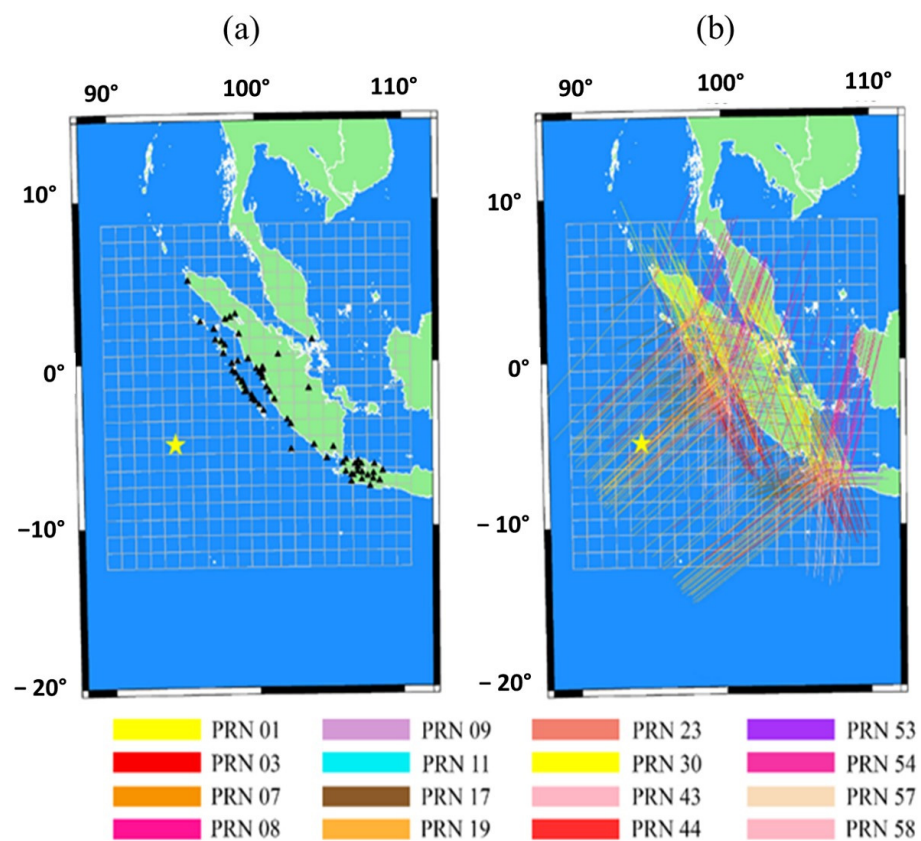 (a) (b)
90° 100° 110° 90° 100° 110°
10° 10°
0° 0°
−10° − 10°
− 20° − 20°
PRN 01 PRN 09 PRN 23 PRN 53
PRN 03 PRN 11 PRN 30 PRN 54
PRN 07 PRN 17 PRN 43 PRN 57
PRN 08 PRN 19 PRN 44 PRN 58